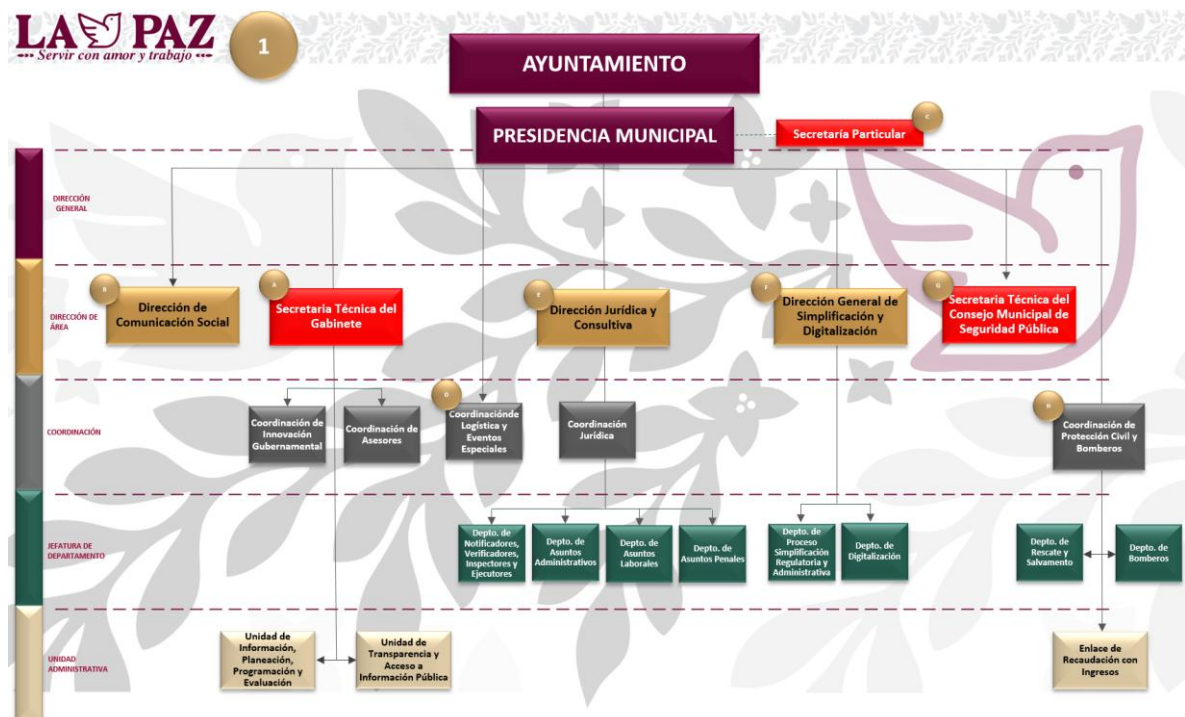 LA PAZ
Servir con amor y trabajo
1
AYUNTAMIENTO
PRESIDENCIA MUNICIPAL
C
Secretaría Particular
DIRECCIÓN
GENERAL
DIRECCIÓN DE
ÁREA
B
Dirección de
Comunicación Social
A
Secretaria Técnica del
Gabinete
E
Dirección Jurídica y
Consultiva
F
Dirección General de
Simplificación y
Digitalización
G
Secretaria Técnica del
Consejo Municipal de
Seguridad Pública
COORDINACIÓN
Coordinación de
Innovación
Gubernamental
Coordinación de
Asesores
D
Coordinaciónde
Logística y
Eventos
Especiales
Coordinación
Jurídica
Coordinación de
Protección Civil y
Bomberos
JEFATURA DE
DEPARTAMENTO
Depto. de
Notificadores,
Verificadores,
Inspectores y
Ejecutores
Depto. de
Asuntos
Administrativos
Depto. de
Asuntos
Laborales
Depto. de
Asuntos Penales
Depto. de
Proceso
Simplificación
Regulatoria y
Administrativa
Depto. de
Digitalización
Depto. de
Rescate y
Salvamento
Depto. de
Bomberos
UNIDAD
ADMINISTRATIVA
Unidad de
Información,
Planeación,
Programación y
Evaluación
Unidad de
Transparencia y
Acceso a
Información Pública
Enlace de
Recaudación con
Ingresos